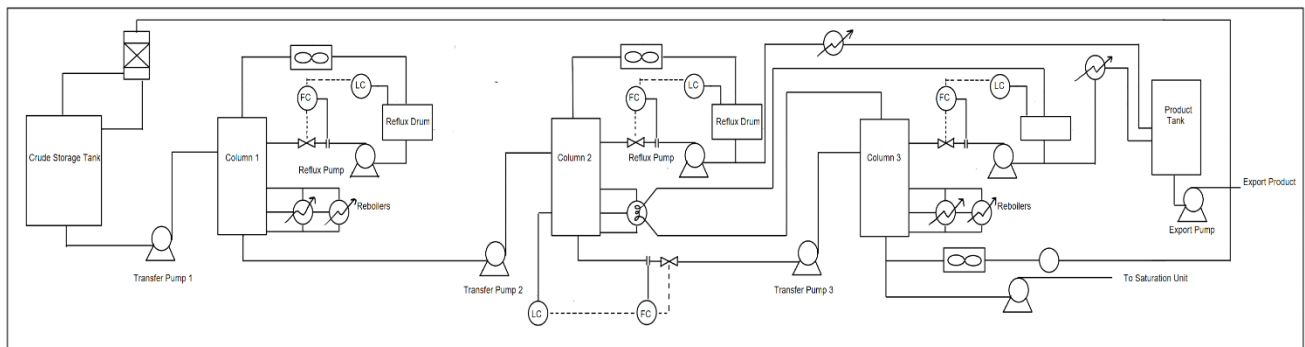 Crude Storage Tank
Transfer Pump 1
Column 1
FC
LC
Reflux Drum
Reflux Pump
Reboilers
Transfer Pump 2
Column 2
FC
LC
Reflux Drum
Reflux Pump
LC
FC
Transfer Pump 3
Column 3
FC
LC
Reboilers
Product
Tank
Export Product
Export Pump
To Saturation Unit